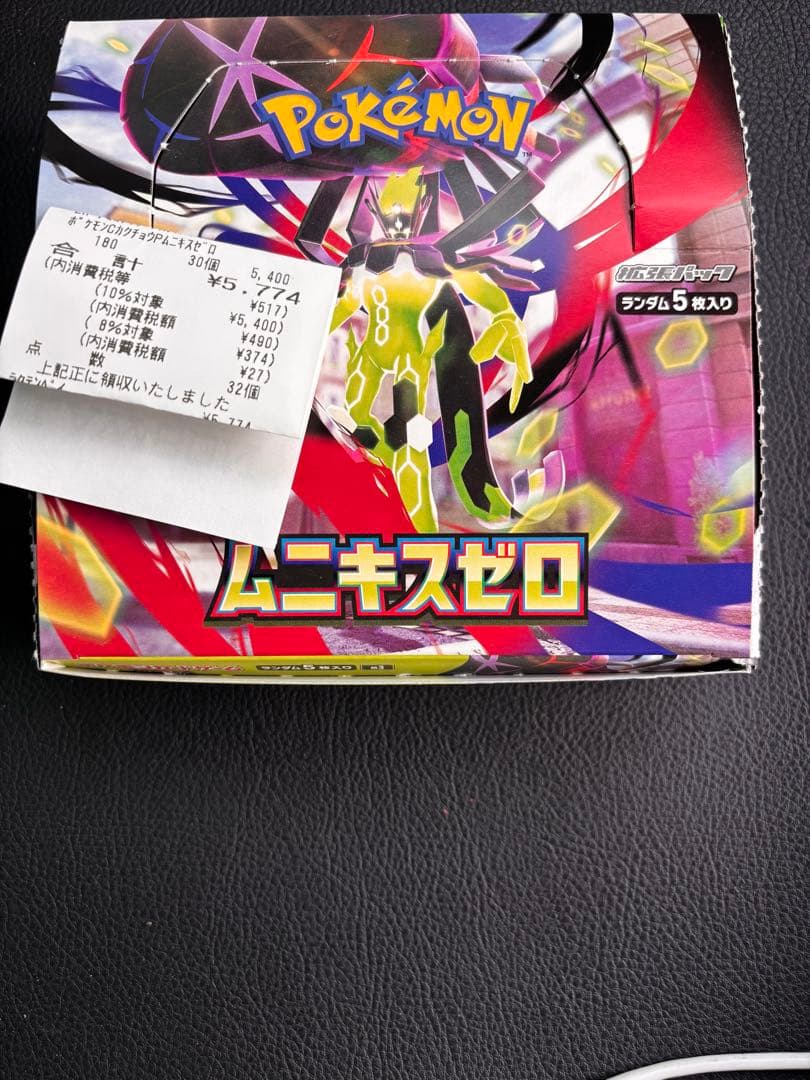 POKÉMON
TM
拡張パック
ランダム5枚入り
ポケモンCカクチョウPムニキスゼロ
180 30個 5,400
合 計 ¥5,774
(内消費税等 ¥517)
(10%対象 ¥5,400)
(内消費税額 ¥490)
( 8%対象 ¥374)
(内消費税額 ¥27)
点 数 32個
上記正に領収いたしました
ムニキスゼロ
ランダム5枚入り